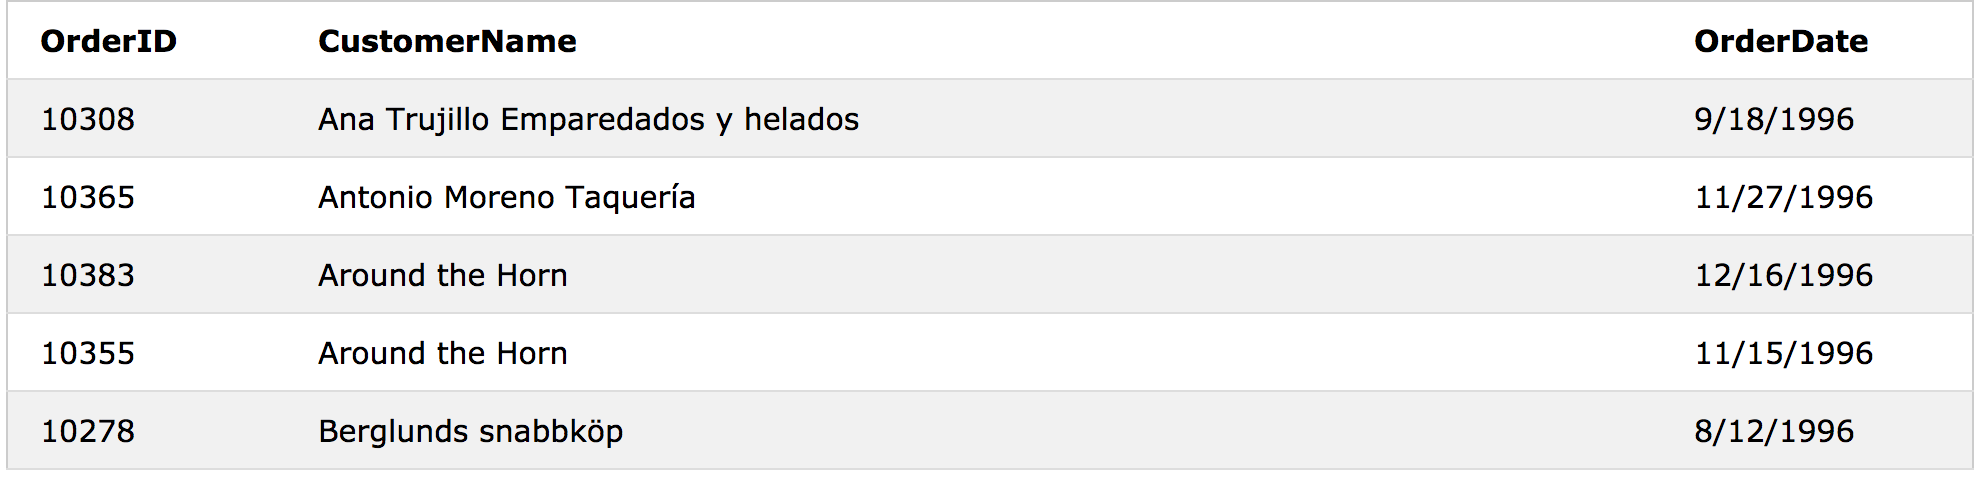 OrderID CustomerName OrderDate
10308 Ana Trujillo Emparedados y helados 9/18/1996
10365 Antonio Moreno Taquería 11/27/1996
10383 Around the Horn 12/16/1996
10355 Around the Horn 11/15/1996
10278 Berglunds snabbköp 8/12/1996